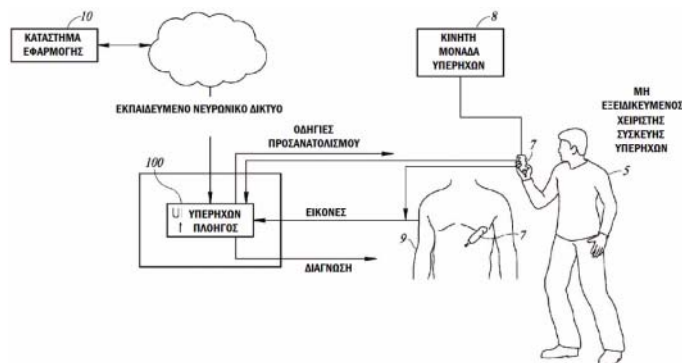 10
ΚΑΤΑΣΤΗΜΑ
ΕΦΑΡΜΟΓΗΣ
8
ΚΙΝΗΤΗ
ΜΟΝΑΔΑ
ΥΠΕΡΗΧΩΝ
ΜΗ
ΕΞΕΙΔΙΚΕΥΜΕΝΟΣ
ΧΕΙΡΙΣΤΗΣ
ΣΥΣΚΕΥΗΣ
ΥΠΕΡΗΧΩΝ
ΕΚΠΑΙΔΕΥΜΕΝΟ ΝΕΥΡΩΝΙΚΟ ΔΙΚΤΥΟ
ΟΔΗΓΙΕΣ
ΠΡΟΣΑΝΑΤΟΛΙΣΜΟΥ
7
5
100
ΥΠΕΡΗΧΩΝ
ΠΛΟΗΓΟΣ
ΕΙΚΟΝΕΣ
9
7
ΔΙΑΓΝΩΣΗ